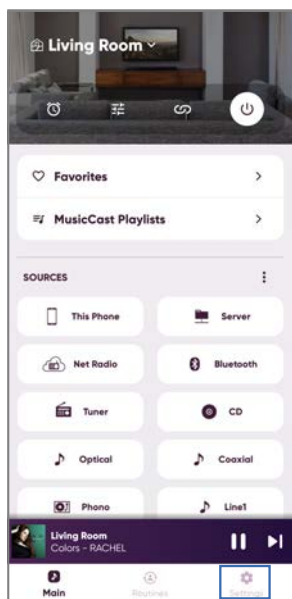 Living Room
Favorites
MusicCast Playlists
SOURCES
This Phone
Server
Net Radio
Bluetooth
Tuner
CD
Optical
Coaxial
Phono
Line1
Living Room
Colors - RACHEL
Main
Routines
Settings